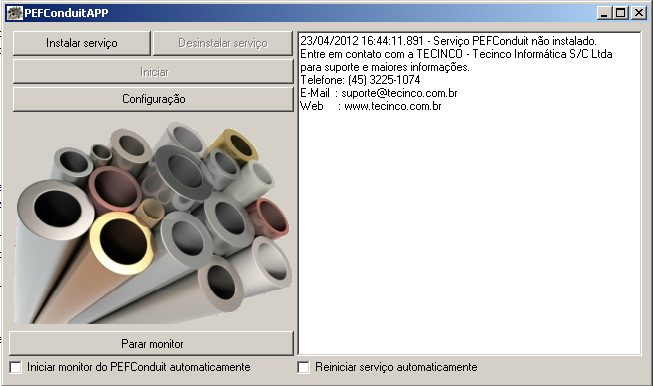 PEFConduitAPP
Instalar serviço
Desinstalar serviço
Iniciar
Configuração
23/04/2012 16:44:11.891 - Serviço PEFConduit não instalado.
Entre em contato com a TECINCO - Tecinco Informática S/C Ltda
para suporte e maiores informações.
Telefone: (45) 3225-1074
E-Mail : suporte@tecinco.com.br
Web : www.tecinco.com.br
Parar monitor
Iniciar monitor do PEFConduit automaticamente
Reiniciar serviço automaticamente